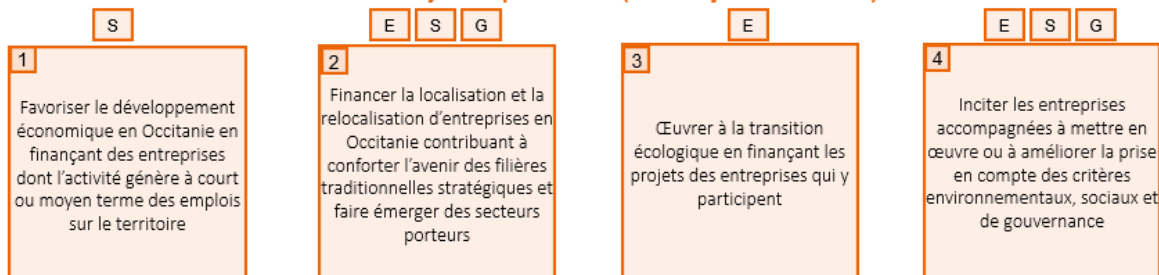 S
1
Favoriser le développement
économique en Occitanie en
finançant des entreprises
dont l’activité génère à court
ou moyen terme des emplois
sur le territoire
E S G
2
Financer la localisation et la
relocalisation d’entreprises en
Occitanie contribuant à
conforter l’avenir des filières
traditionnelles stratégiques et
faire émerger des secteurs
porteurs
E
3
Œuvrer à la transition
écologique en finançant les
projets des entreprises qui y
participent
E S G
4
Inciter les entreprises
accompagnées à mettre en
œuvre ou à améliorer la prise
en compte des critères
environnementaux, sociaux et
de gouvernance